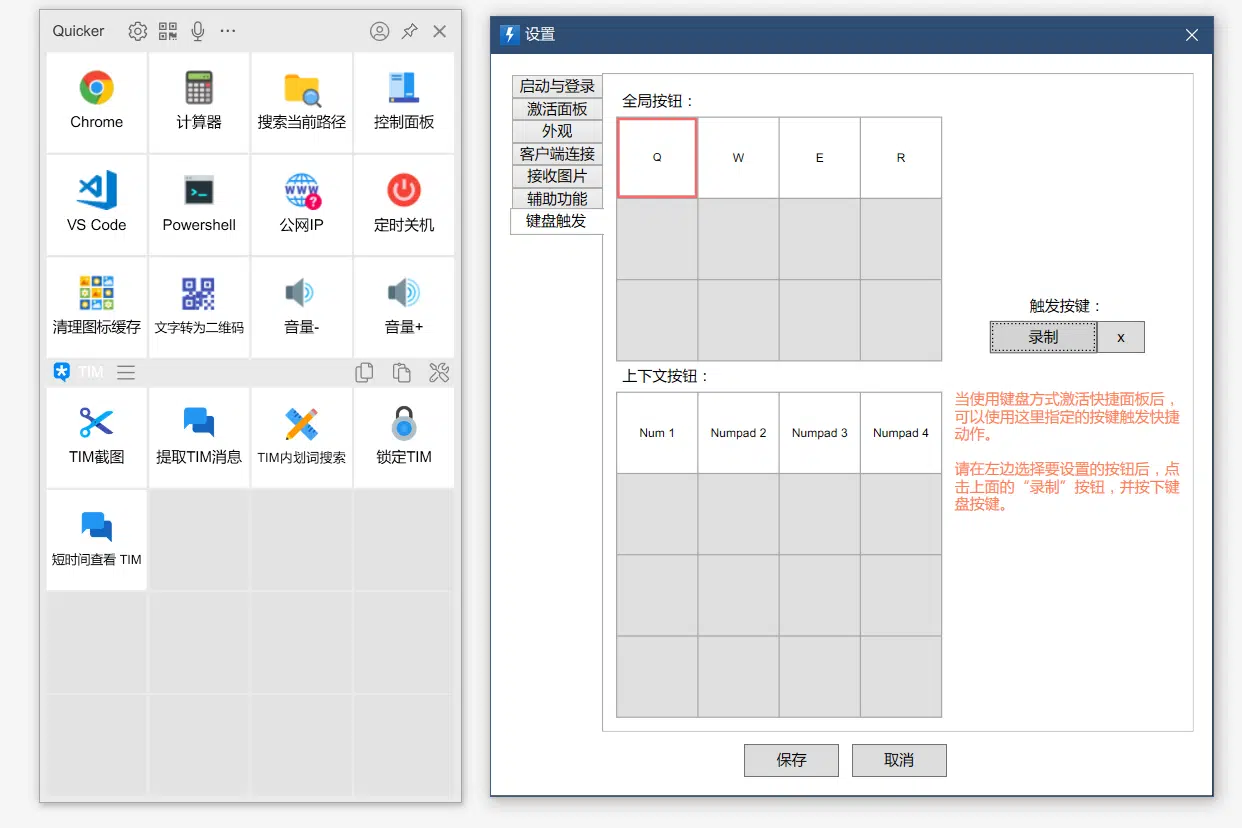 Quicker
Chrome
计算器
搜索当前路径
控制面板
VS Code
Powershell
公网IP
定时关机
清理图标缓存
文字转为二维码
音量-
音量+
TIM
TIM截图
提取TIM消息
TIM内划词搜索
锁定TIM
短时间查看 TIM
设置
启动与登录
激活面板
外观
客户端连接
接收图片
辅助功能
键盘触发
全局按钮：
Q
W
E
R
触发按键：
录制
x
上下文按钮：
Num 1
Numpad 2
Numpad 3
Numpad 4
当使用键盘方式激活快捷面板后，
可以使用这里指定的按键触发快捷
动作。
请在左边选择要设置的按钮后，点
击上面的“录制”按钮，并按下键
盘按键。
保存
取消